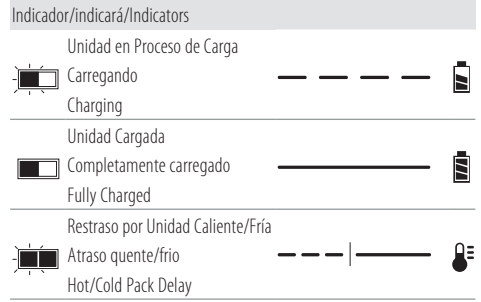 Indicador/indicará/Indicators
Unidad en Proceso de Carga
Carregando
Charging
Unidad Cargada
Completamente carregado
Fully Charged
Restraso por Unidad Caliente/Fría
Atraso quente/frio
Hot/Cold Pack Delay